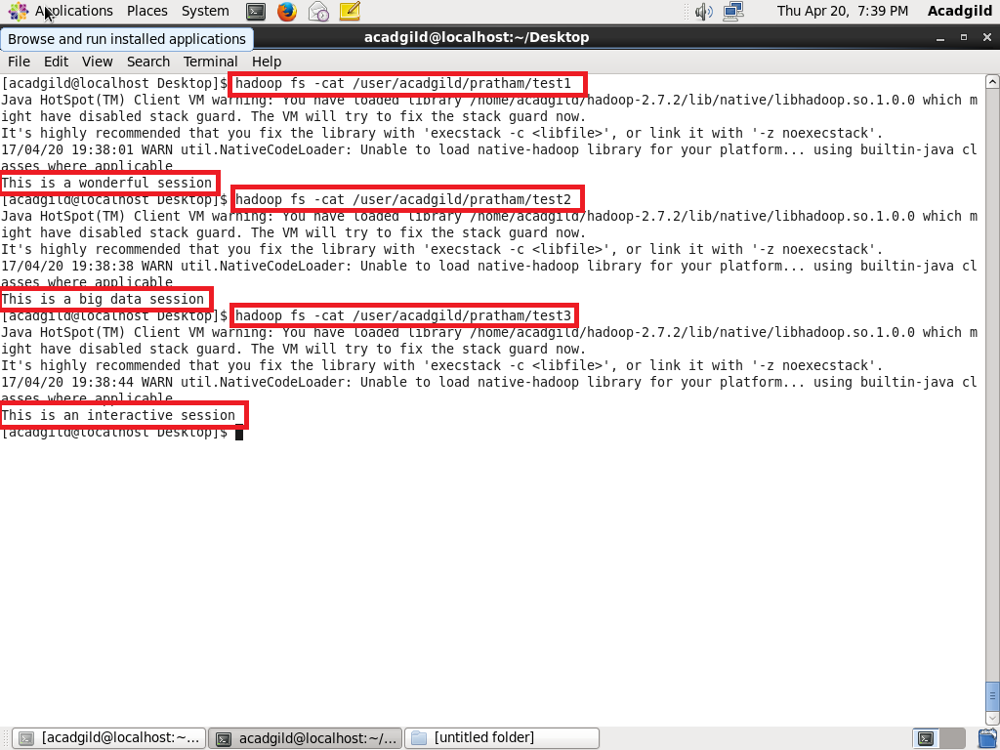 Applications Places System Thu Apr 20, 7:39 PM Acadgild
Browse and run installed applications
acadgild@localhost:~/Desktop
File Edit View Search Terminal Help
[acadgild@localhost Desktop]$ hadoop fs -cat /user/acadgild/pratham/test1
Java HotSpot(TM) Client VM warning: You have loaded library /home/acadgild/hadoop-2.7.2/lib/native/libhadoop.so.1.0.0 which m
ight have disabled stack guard. The VM will try to fix the stack guard now.
It's highly recommended that you fix the library with 'execstack -c <libfile>', or link it with '-z noexecstack'.
17/04/20 19:38:01 WARN util.NativeCodeLoader: Unable to load native-hadoop library for your platform... using builtin-java cl
asses where applicable
This is a wonderful session
[acadgild@localhost Desktop]$ hadoop fs -cat /user/acadgild/pratham/test2
Java HotSpot(TM) Client VM warning: You have loaded library /home/acadgild/hadoop-2.7.2/lib/native/libhadoop.so.1.0.0 which m
ight have disabled stack guard. The VM will try to fix the stack guard now.
It's highly recommended that you fix the library with 'execstack -c <libfile>', or link it with '-z noexecstack'.
17/04/20 19:38:38 WARN util.NativeCodeLoader: Unable to load native-hadoop library for your platform... using builtin-java cl
asses where applicable
This is a big data session
[acadgild@localhost Desktop]$ hadoop fs -cat /user/acadgild/pratham/test3
Java HotSpot(TM) Client VM warning: You have loaded library /home/acadgild/hadoop-2.7.2/lib/native/libhadoop.so.1.0.0 which m
ight have disabled stack guard. The VM will try to fix the stack guard now.
It's highly recommended that you fix the library with 'execstack -c <libfile>', or link it with '-z noexecstack'.
17/04/20 19:38:44 WARN util.NativeCodeLoader: Unable to load native-hadoop library for your platform... using builtin-java cl
asses where applicable
This is an interactive session
[acadgild@localhost Desktop]$
[acadgild@localhost:~... acadgild@localhost:~/... [untitled folder]